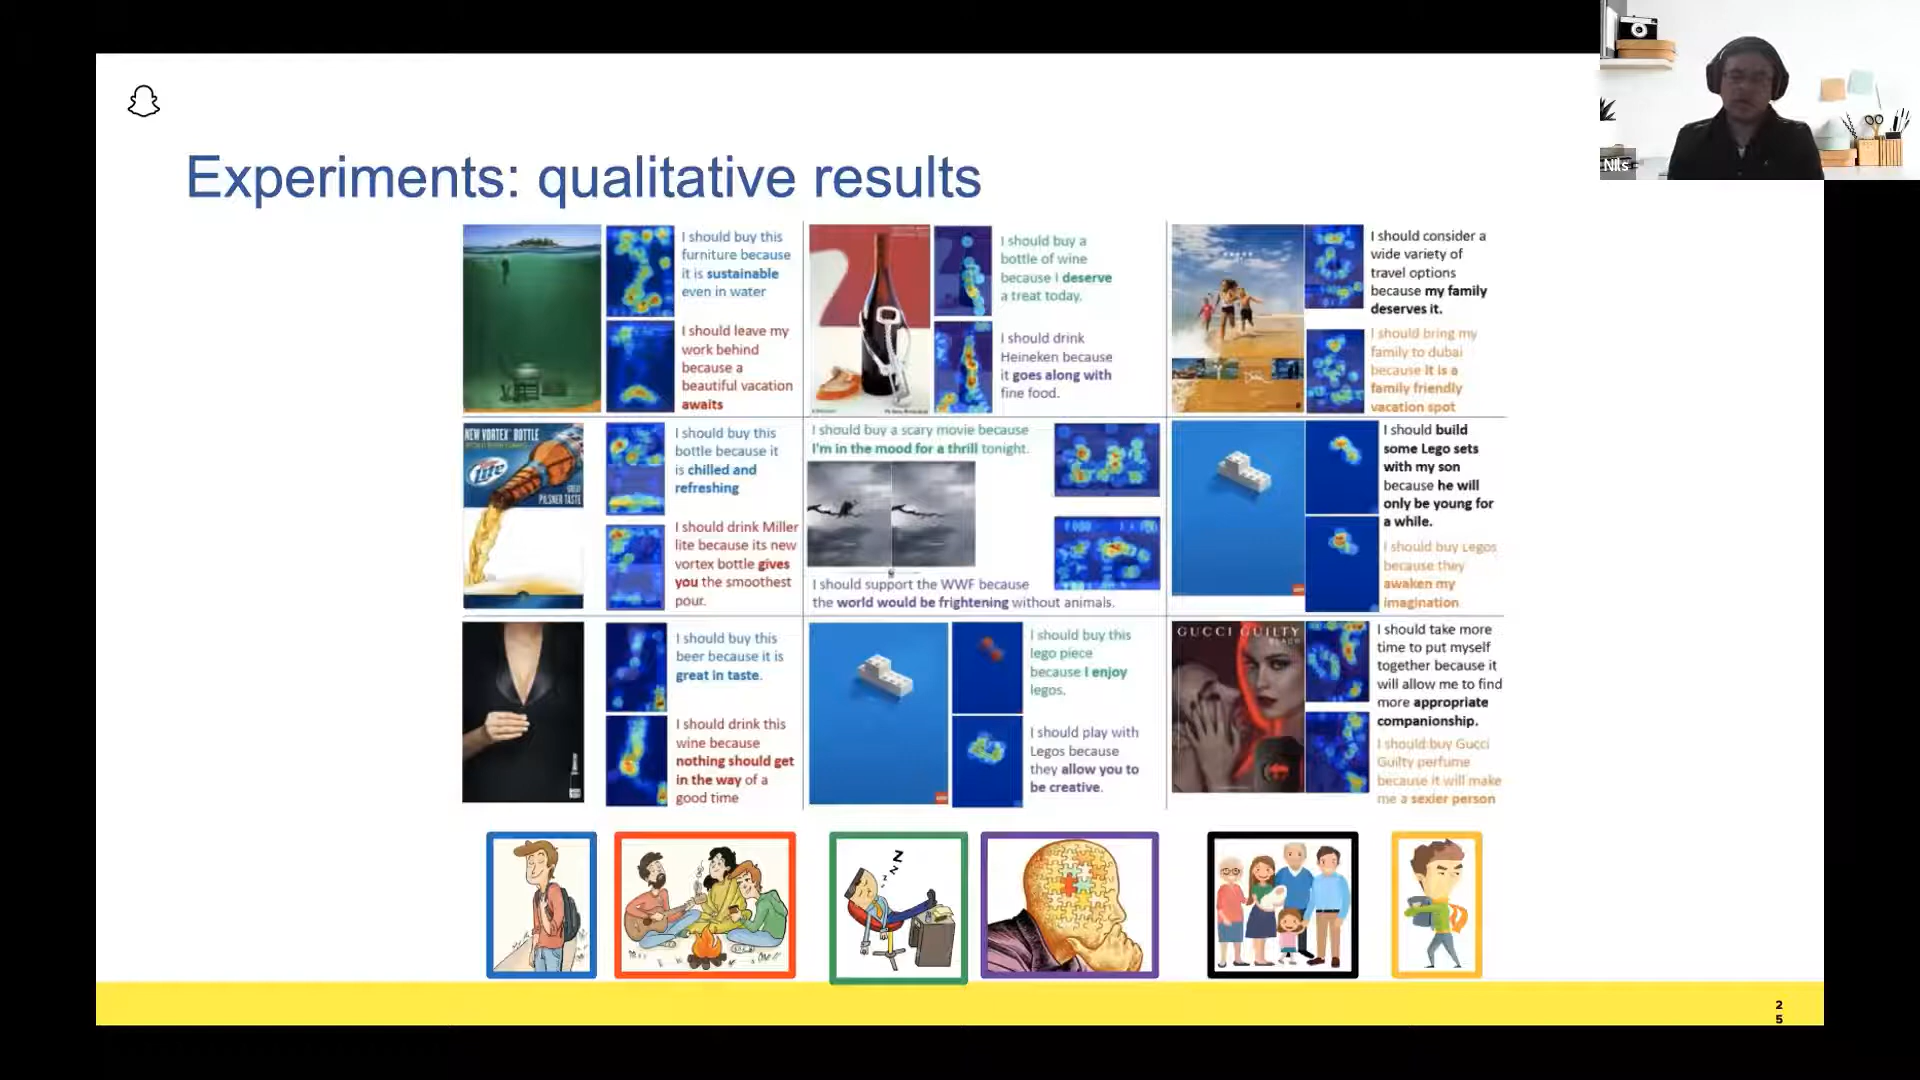 Nils
Experiments: qualitative results
I should buy this
furniture because
it is sustainable
even in water
I should leave my
work behind
because a
beautiful vacation
awaits
I should buy a
bottle of wine
because I deserve
a treat today.
I should drink
Heineken because
it goes along with
fine food.
I should consider a
wide variety of
travel options
because my family
deserves it.
I should bring my
family to dubai
because it is a
family friendly
vacation spot
NEW VORTEX BOTTLE
Lite
GREAT
PILSNER TASTE
I should buy this
bottle because it
is chilled and
refreshing
I should drink Miller
lite because its new
vortex bottle gives
you the smoothest
pour.
I should buy a scary movie because
I'm in the mood for a thrill tonight.
I should support the WWF because
the world would be frightening without animals.
I should build
some Lego sets
with my son
because he will
only be young for
a while.
I should buy Legos
because they
awaken my
imagination
I should buy this
beer because it is
great in taste.
I should drink this
wine because
nothing should get
in the way of a
good time
I should buy this
lego piece
because I enjoy
legos.
I should play with
Legos because
they allow you to
be creative.
GUCCI GUILTY
BLACK
I should take more
time to put myself
together because it
will allow me to find
more appropriate
companionship.
I should buy Gucci
Guilty perfume
because it will make
me a sexier person
Z
Z
Z
2
5